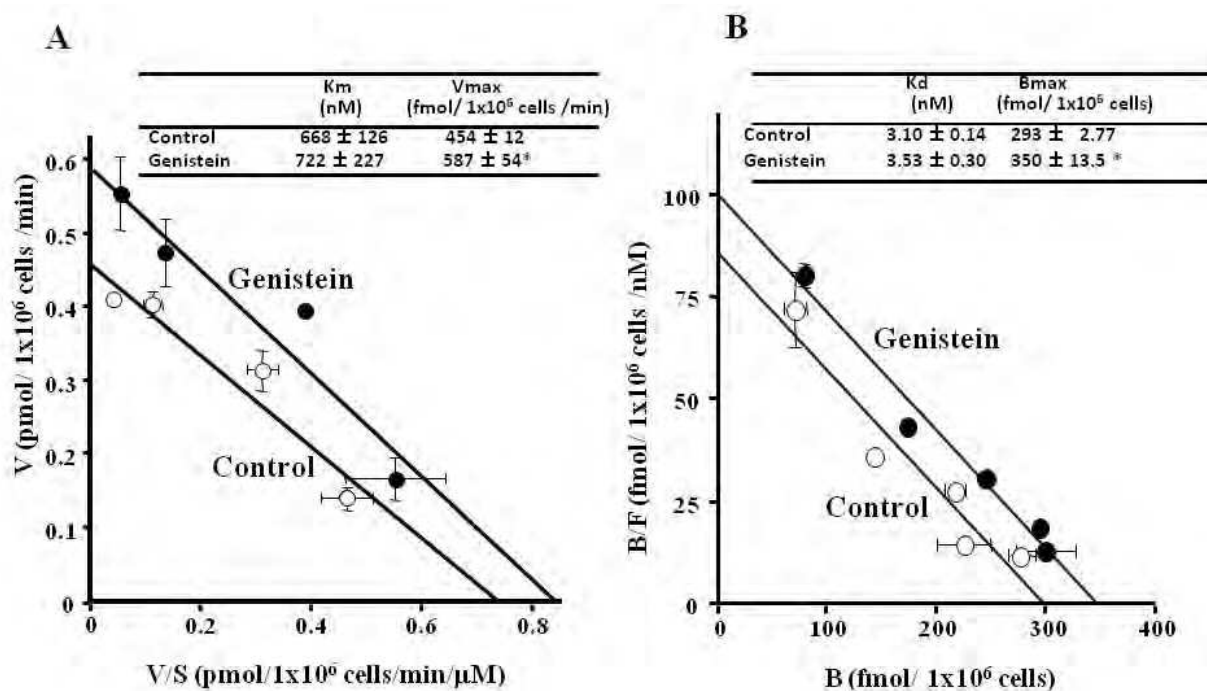 A
Km Vmax
(nM) (fmol/ 1x10⁶ cells /min)
Control 668 ± 126 454 ± 12
Genistein 722 ± 227 587 ± 54*
V (pmol/ 1x10⁶ cells /min)
0.6
0.5
0.4
0.3
0.2
0.1
0
Genistein
Control
0 0.2 0.4 0.6 0.8
V/S (pmol/1x10⁶ cells/min/μM)
B
Kd Bmax
(nM) (fmol/ 1x10⁶ cells)
Control 3.10 ± 0.14 293 ± 2.77
Genistein 3.53 ± 0.30 350 ± 13.5 *
B/F (fmol/ 1x10⁶ cells /nM)
100
75
50
25
0
Genistein
Control
0 100 200 300 400
B (fmol/ 1x10⁶ cells)